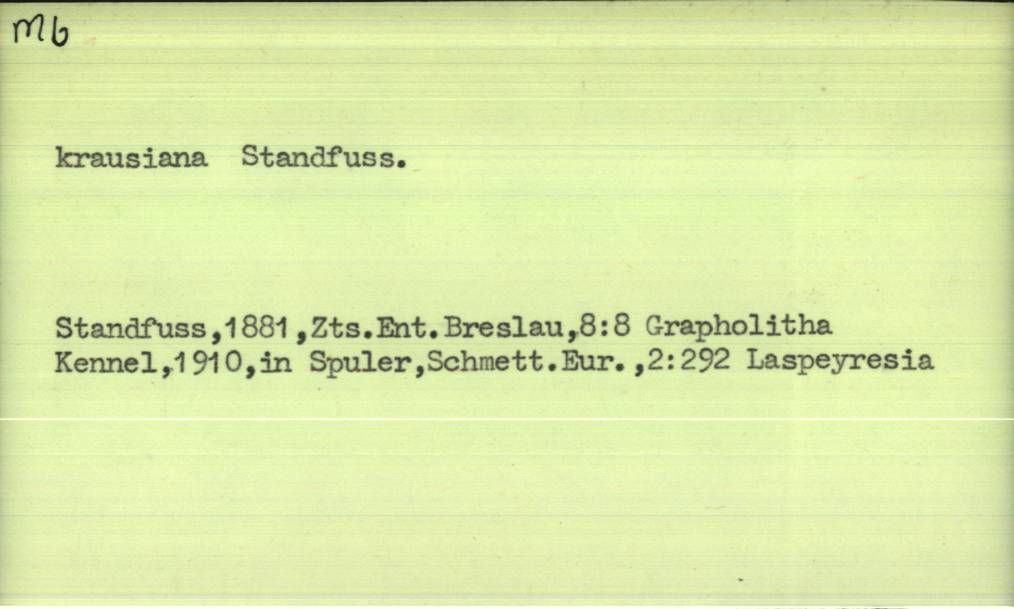 m6
krausiana Standfuss.
Standfuss,1881,Zts.Ent.Breslau,8:8 Grapholitha
Kennel,1910,in Spuler,Schmett.Eur.,2:292 Laspeyresia